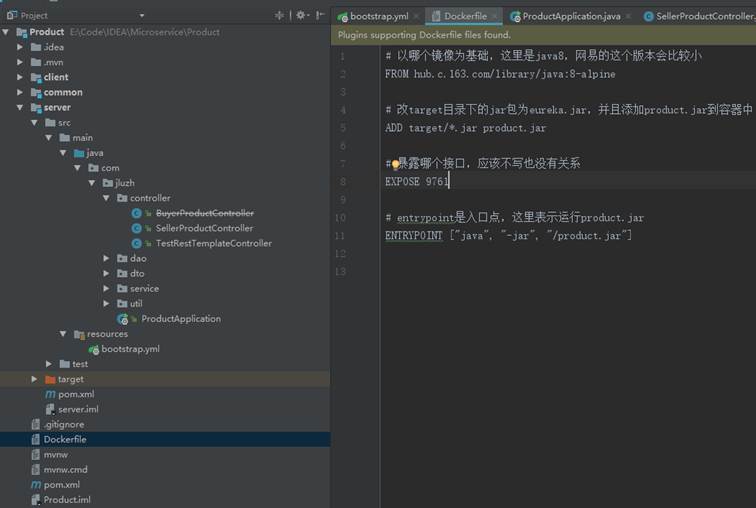 Project
Product E:\Code\IDEA\Microservice\Product
.idea
.mvn
client
common
server
src
main
java
com
jluzh
controller
BuyerProductController
SellerProductController
TestRestTemplateController
dao
dto
service
util
ProductApplication
resources
bootstrap.yml
test
target
pom.xml
server.iml
.gitignore
Dockerfile
mvnw
mvnw.cmd
pom.xml
Product.iml
bootstrap.yml
Dockerfile
ProductApplication.java
SellerProductController.
Plugins supporting Dockerfile files found.
1 # 以哪个镜像为基础，这里是java8，网易的这个版本会比较小
2 FROM hub.c.163.com/library/java:8-alpine
3
4 # 改target目录下的jar包为eureka.jar，并且添加product.jar到容器中
5 ADD target/*.jar product.jar
6
7 # 暴露哪个接口，应该不写也没有关系
8 EXPOSE 9761
9
10 # entrypoint是入口点，这里表示运行product.jar
11 ENTRYPOINT ["java", "-jar", "/product.jar"]
12
13